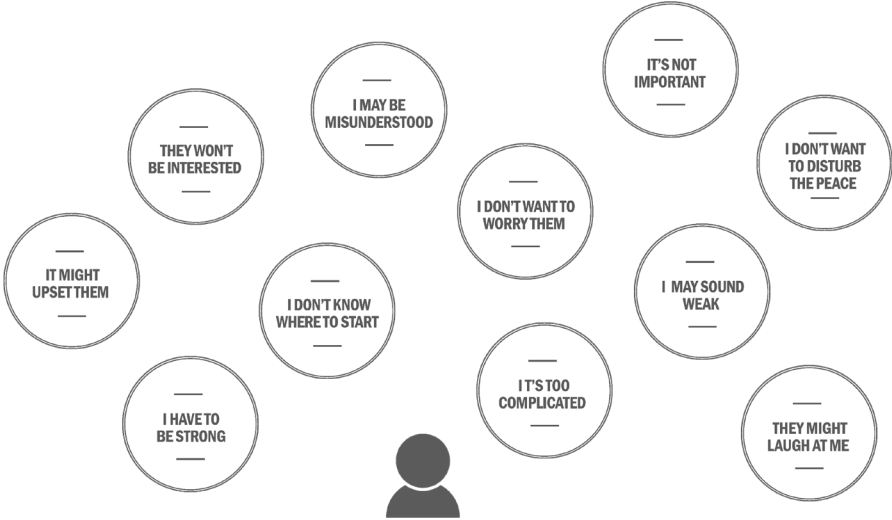 IT'S NOT
IMPORTANT
I MAY BE
MISUNDERSTOOD
THEY WON'T
BE INTERESTED
I DON'T WANT
TO DISTURB
THE PEACE
I DON'T WANT TO
WORRY THEM
IT MIGHT
UPSET THEM
I DON'T KNOW
WHERE TO START
I MAY SOUND
WEAK
I HAVE TO
BE STRONG
IT'S TOO
COMPLICATED
THEY MIGHT
LAUGH AT ME